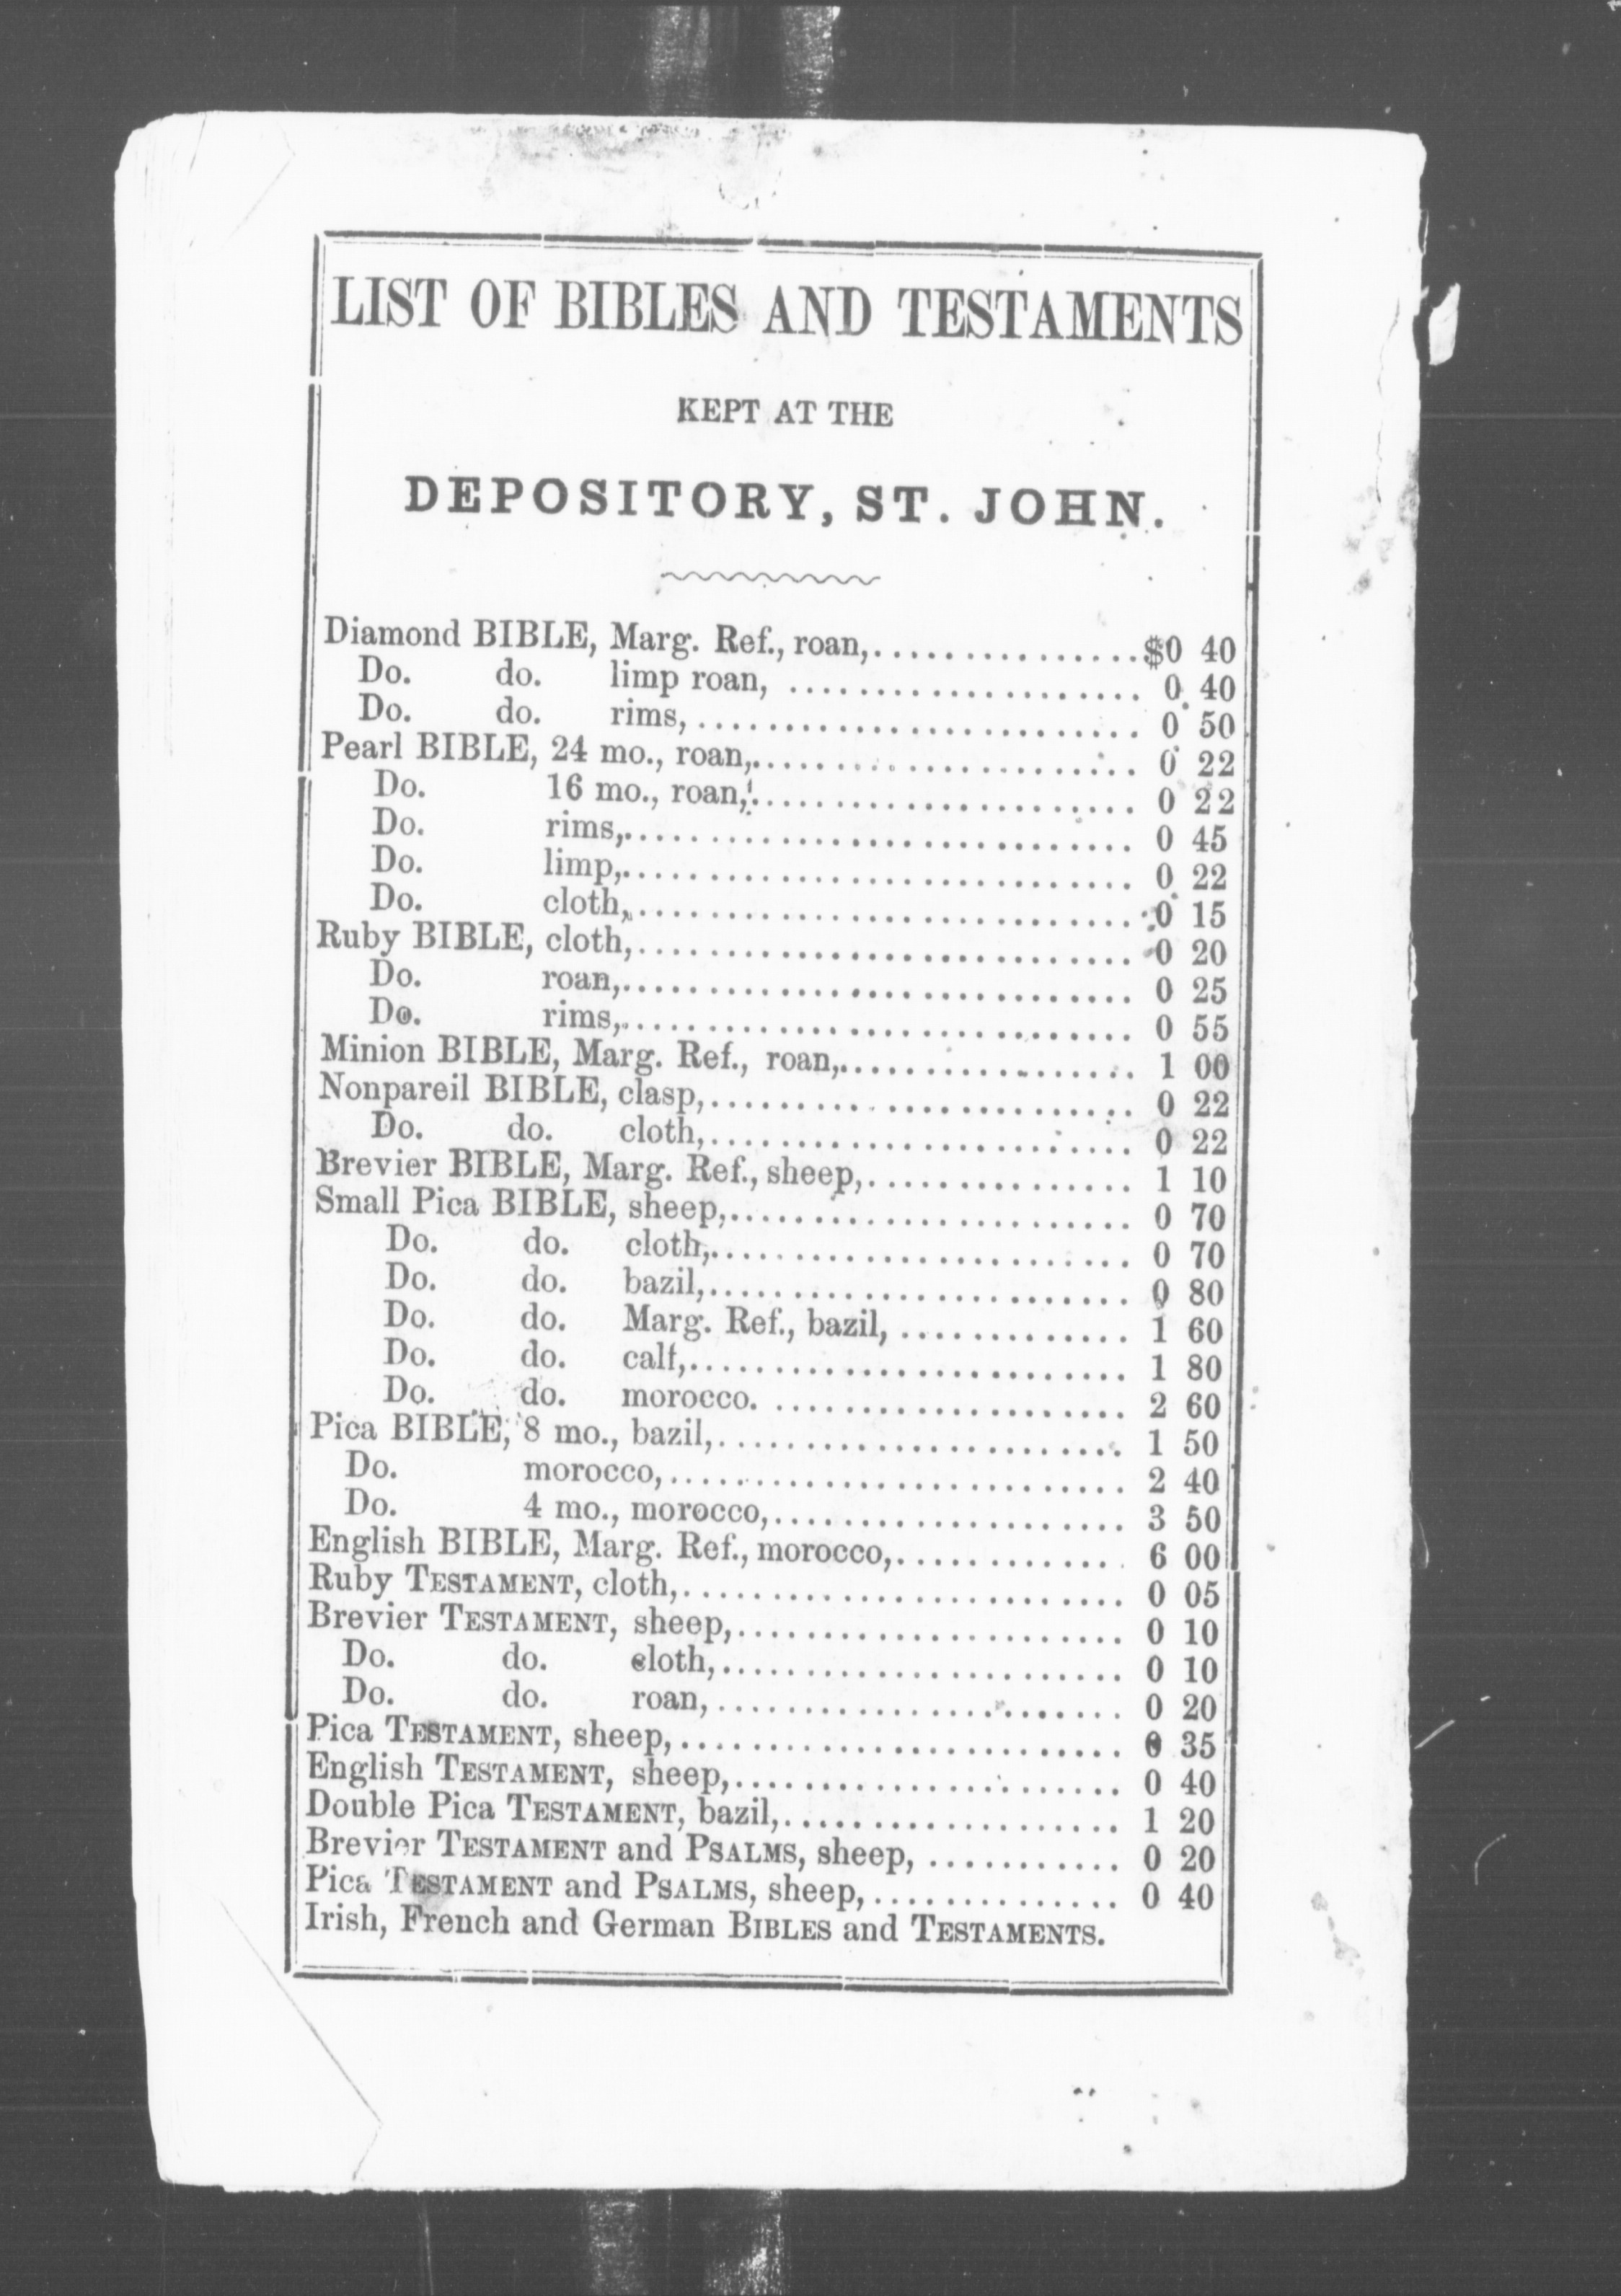 LIST OF BIBLES AND TESTAMENTS
KEPT AT THE
DEPOSITORY, ST. JOHN.
Diamond BIBLE, Marg. Ref., roan,................$0 40
Do. do. limp roan, .................... 0 40
Do. do. rims,......................... 0 50
Pearl BIBLE, 24 mo., roan,...................... 0 22
Do. 16 mo., roan,...................... 0 22
Do. rims,............................. 0 45
Do. limp,............................. 0 22
Do. cloth,............................ 0 15
Ruby BIBLE, cloth,............................ 0 20
Do. roan,............................. 0 25
Do. rims,............................. 0 55
Minion BIBLE, Marg. Ref., roan,................. 1 00
Nonpareil BIBLE, clasp,........................ 0 22
Do. do. cloth,........................ 0 22
Brevier BIBLE, Marg. Ref., sheep,............... 1 10
Small Pica BIBLE, sheep,....................... 0 70
Do. do. cloth,........................ 0 70
Do. do. bazil,........................ 0 80
Do. do. Marg. Ref., bazil, ............. 1 60
Do. do. calf,......................... 1 80
Do. do. morocco. .................... 2 60
Pica BIBLE, 8 mo., bazil,....................... 1 50
Do. morocco,.......................... 2 40
Do. 4 mo., morocco,.................... 3 50
English BIBLE, Marg. Ref., morocco,............. 6 00
Ruby TESTAMENT, cloth,......................... 0 05
Brevier TESTAMENT, sheep,...................... 0 10
Do. do. cloth,....................... 0 10
Do. do. roan,....................... 0 20
Pica TESTAMENT, sheep,......................... 0 35
English TESTAMENT, sheep,...................... 0 40
Double Pica TESTAMENT, bazil,................... 1 20
Brevier TESTAMENT and PSALMS, sheep, ........... 0 20
Pica TESTAMENT and PSALMS, sheep,.............. 0 40
Irish, French and German BIBLES and TESTAMENTS.